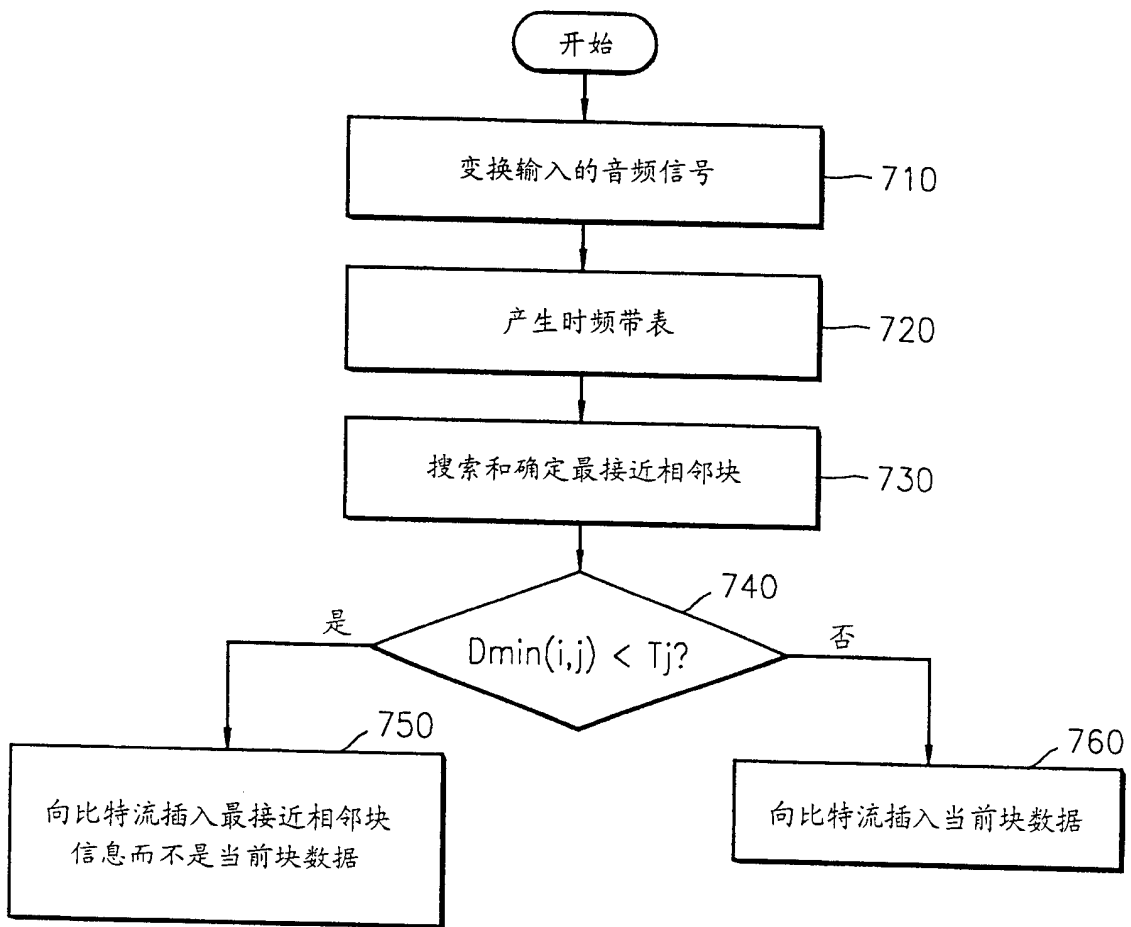 开始
变换输入的音频信号
710
产生时频带表
720
搜索和确定最接近相邻块
730
740
是
Dmin(i,j) < Tj?
否
750
向比特流插入最接近相邻块
信息而不是当前块数据
760
向比特流插入当前块数据